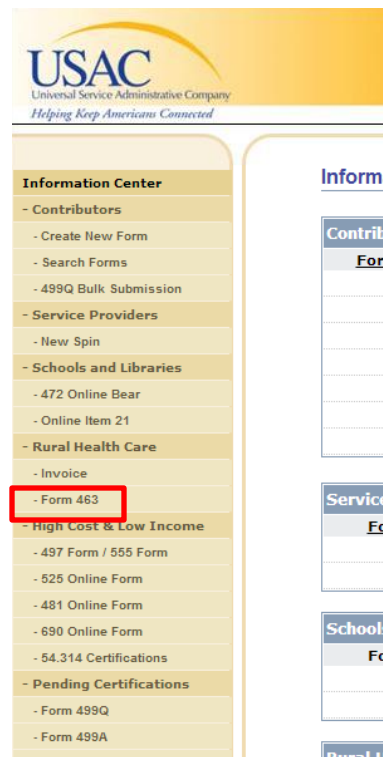 USAC
Universal Service Administrative Company
Helping Keep Americans Connected
Information Center
- Contributors
- Create New Form
- Search Forms
- 499Q Bulk Submission
- Service Providers
- New Spin
- Schools and Libraries
- 472 Online Bear
- Online Item 21
- Rural Health Care
- Invoice
- Form 463
- High Cost & Low Income
- 497 Form / 555 Form
- 525 Online Form
- 481 Online Form
- 690 Online Form
- 54.314 Certifications
- Pending Certifications
- Form 499Q
- Form 499A
Inform
Contrib
For
Service
Fo
Schools
Fo